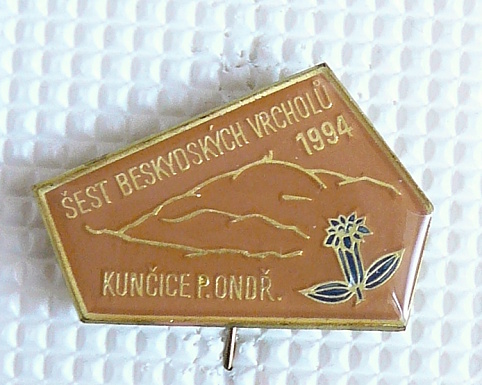 ŠEST BESKYDSKÝCH VRCHOLŮ
1994
KUNČICE P. ONDŘ.